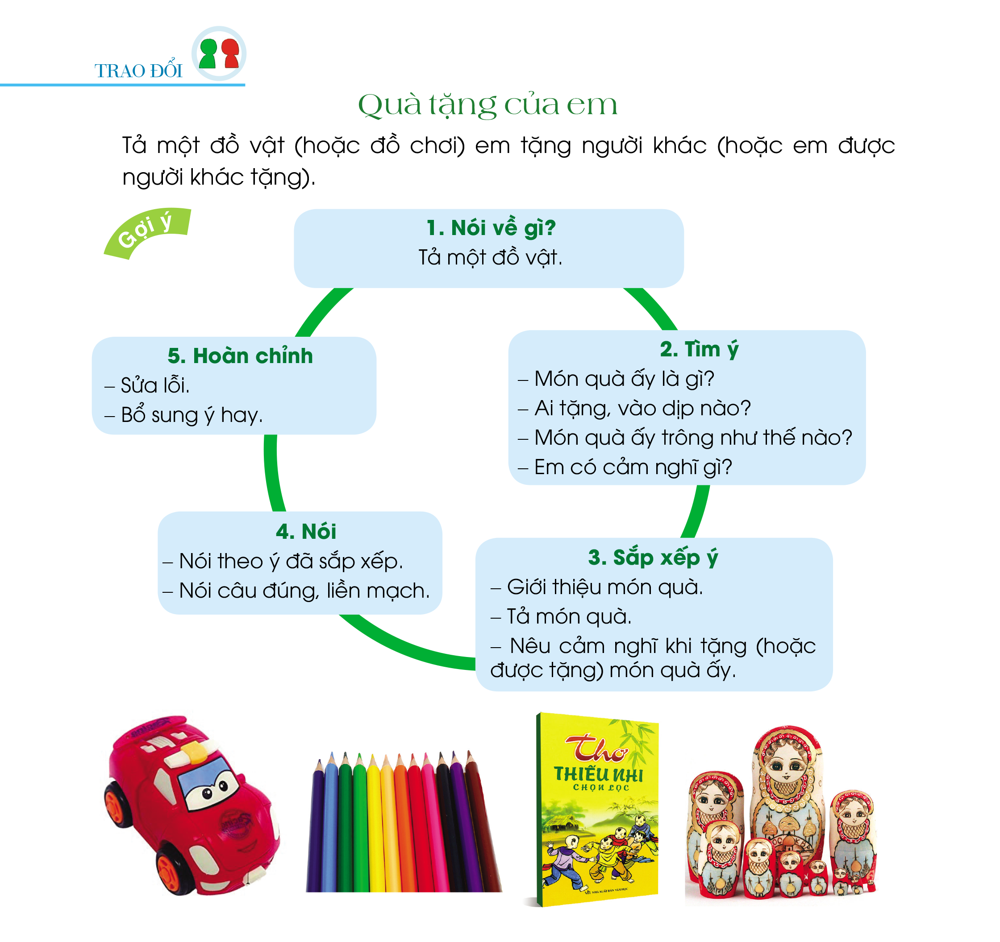 TRAO ĐỔI
Quà tặng của em
Tả một đồ vật (hoặc đồ chơi) em tặng người khác (hoặc em được
người khác tặng).
Gợi ý
1. Nói về gì?
Tả một đồ vật.
2. Tìm ý
– Món quà ấy là gì?
– Ai tặng, vào dịp nào?
– Món quà ấy trông như thế nào?
– Em có cảm nghĩ gì?
3. Sắp xếp ý
– Giới thiệu món quà.
– Tả món quà.
– Nêu cảm nghĩ khi tặng (hoặc
được tặng) món quà ấy.
4. Nói
– Nói theo ý đã sắp xếp.
– Nói câu đúng, liền mạch.
5. Hoàn chỉnh
– Sửa lỗi.
– Bổ sung ý hay.
Thơ
THIẾU NHI
CHỌN LỌC
NHÀ XUẤT BẢN VĂN HỌC